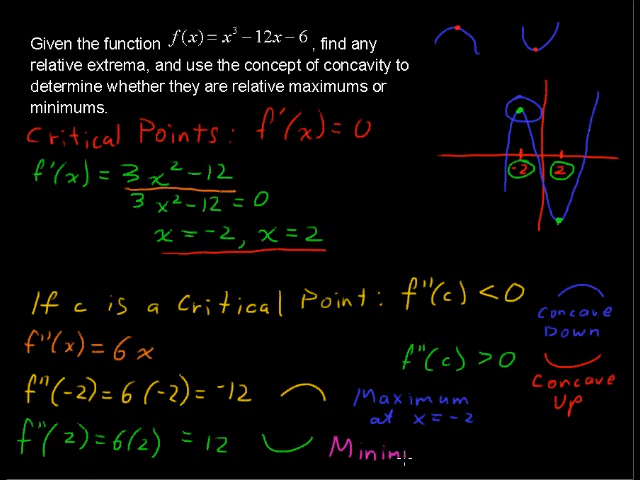 Given the function f(x) = x³ − 12x − 6 , find any
relative extrema, and use the concept of concavity to
determine whether they are relative maximums or
minimums.
Critical Points: f'(x) = 0
f'(x) = 3x² − 12
3x² − 12 = 0
x = −2, x = 2
-2 2
If c is a Critical Point: f''(c) < 0
Concave
Down
f''(x) = 6x
f''(c) > 0
Concave
Up
f''(-2) = 6(-2) = -12
Maximum
at x = -2
f''(2) = 6(2) = 12
Minim